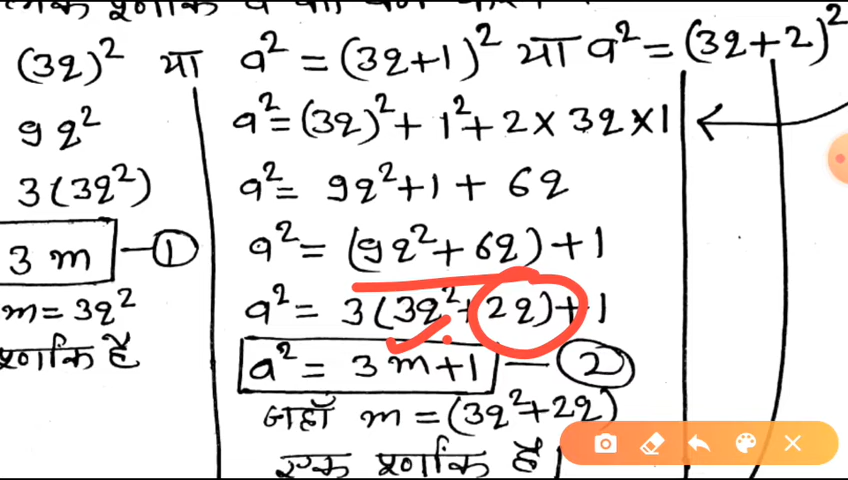 (3q)² या a² = (3q+1)² या a² = (3q+2)²
9q²
3(3q²)
3m —①
m = 3q²
पूर्णांक है
a² = (3q)² + 1² + 2 × 3q × 1
a² = 9q² + 1 + 6q
a² = (9q² + 6q) + 1
a² = 3(3q² + 2q) + 1
a² = 3m+1 —②
जहाँ m = (3q²+2q)
एक पूर्णांक है।